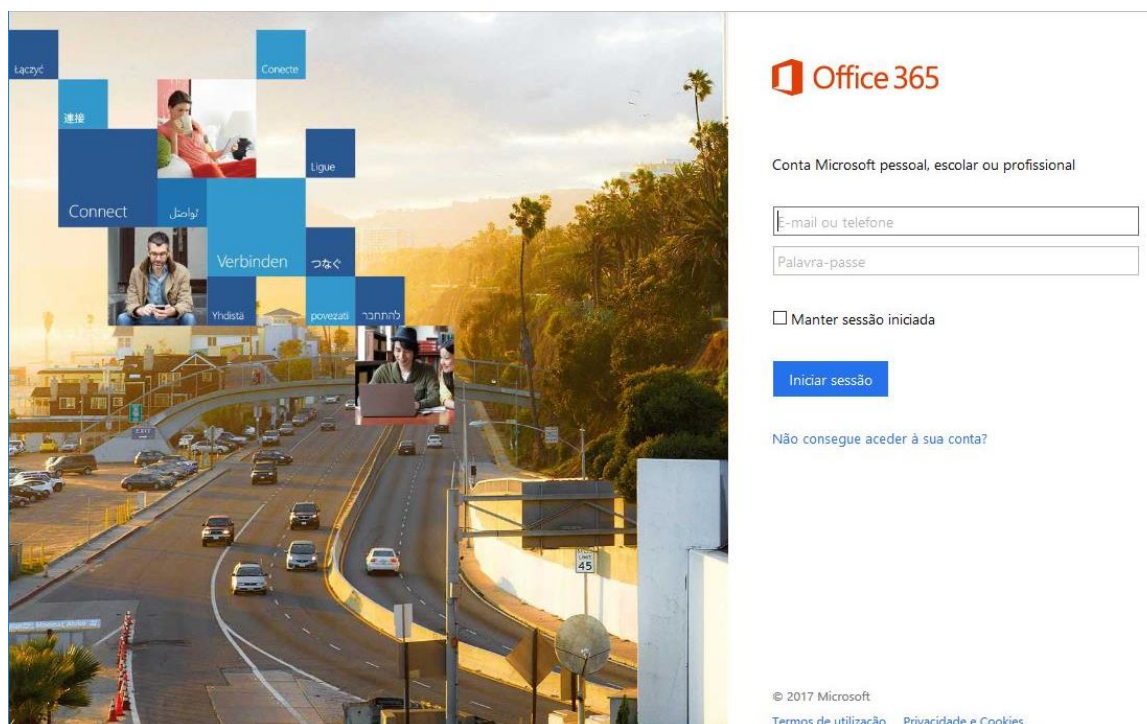 Łączyć
Conecte
連接
Ligue
Connect
تواصل
Verbinden
つなぐ
Yhdistä
povezati
להתחבר
EXIT
LIMIT
45
Office 365
Conta Microsoft pessoal, escolar ou profissional
E-mail ou telefone
Palavra-passe
Manter sessão iniciada
Iniciar sessão
Não consegue aceder à sua conta?
© 2017 Microsoft
Termos de utilização Privacidade e Cookies